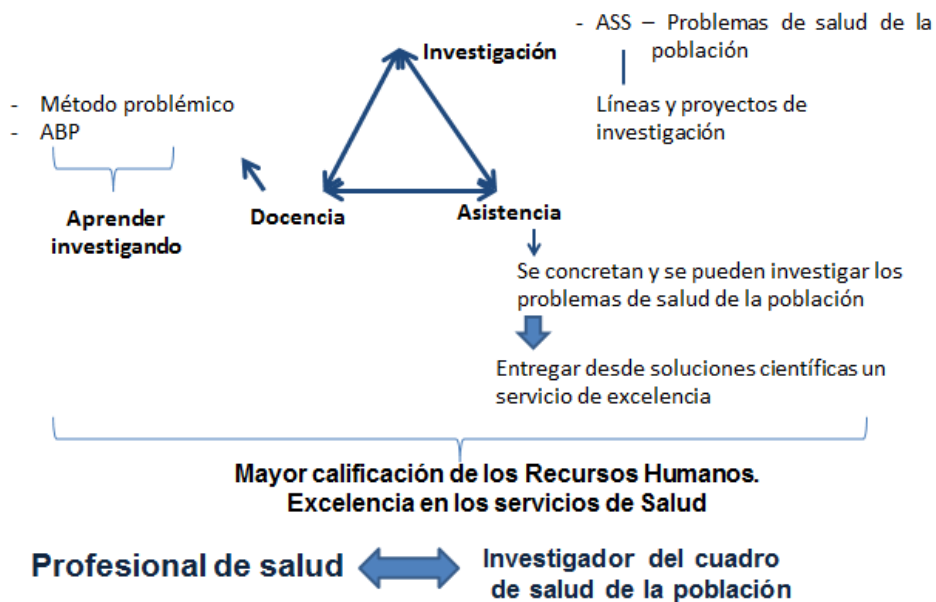 Investigación
- ASS – Problemas de salud de la
población
Líneas y proyectos de
investigación
- Método problémico
- ABP
Aprender
investigando
Docencia
Asistencia
Se concretan y se pueden investigar los
problemas de salud de la población
Entregar desde soluciones científicas un
servicio de excelencia
Mayor calificación de los Recursos Humanos.
Excelencia en los servicios de Salud
Profesional de salud
Investigador del cuadro
de salud de la población